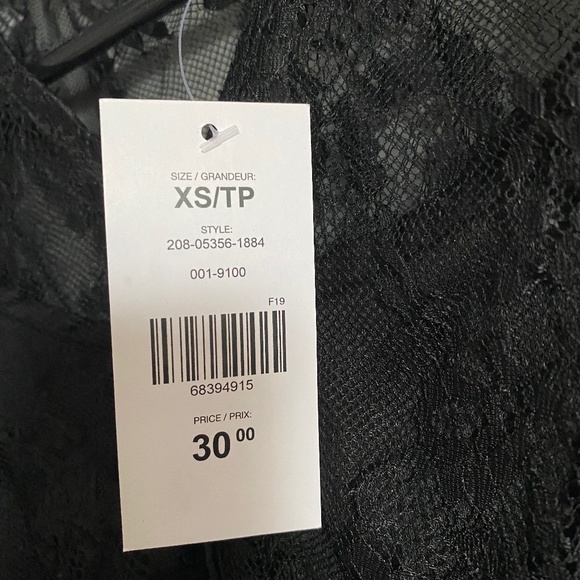 SIZE / GRANDEUR:
XS/TP
STYLE:
208-05356-1884
001-9100
F19
68394915
PRICE / PRIX:
30 00